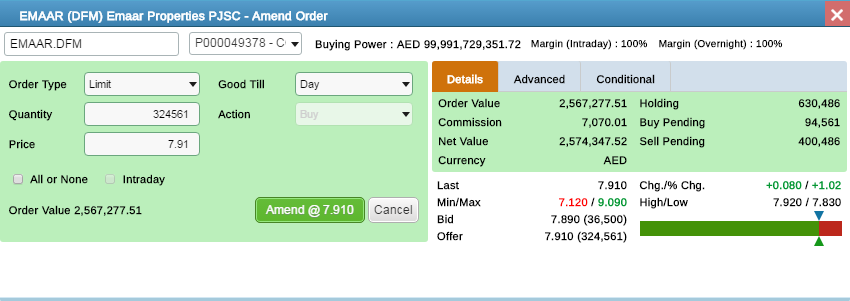 EMAAR (DFM) Emaar Properties PJSC - Amend Order
EMAAR.DFM P000049378 - C Buying Power : AED 99,991,729,351.72 Margin (Intraday) : 100% Margin (Overnight) : 100%
Order Type Limit Good Till Day
Quantity 324561 Action Buy
Price 7.91
All or None Intraday
Order Value 2,567,277.51 Amend @ 7.910 Cancel
Details Advanced Conditional
Order Value 2,567,277.51 Holding 630,486
Commission 7,070.01 Buy Pending 94,561
Net Value 2,574,347.52 Sell Pending 400,486
Currency AED
Last 7.910 Chg./% Chg. +0.080 / +1.02
Min/Max 7.120 / 9.090 High/Low 7.920 / 7.830
Bid 7.890 (36,500)
Offer 7.910 (324,561)